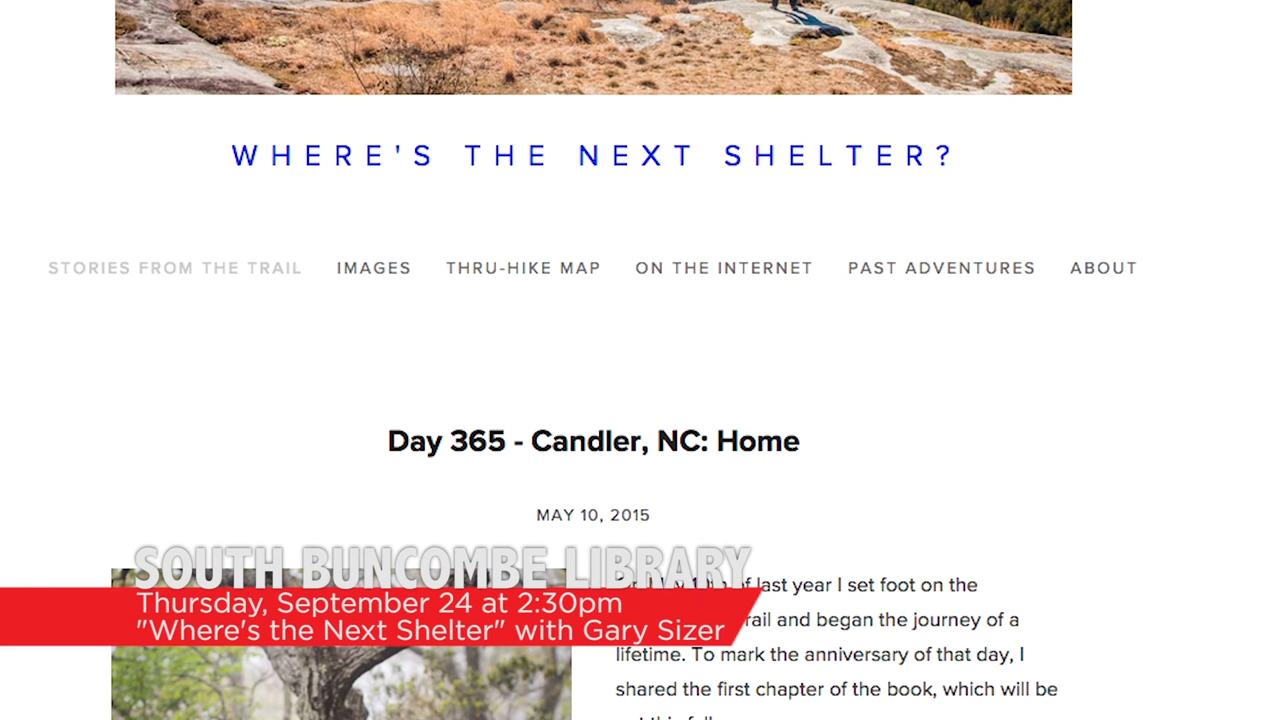 WHERE'S THE NEXT SHELTER?
STORIES FROM THE TRAIL IMAGES THRU-HIKE MAP ON THE INTERNET PAST ADVENTURES ABOUT
Day 365 - Candler, NC: Home
MAY 10, 2015
SOUTH BUNCOMBE LIBRARY
Thursday, September 24 at 2:30pm
"Where's the Next Shelter" with Gary Sizer
last year I set foot on the
and began the journey of a
lifetime. To mark the anniversary of that day, I
shared the first chapter of the book, which will be